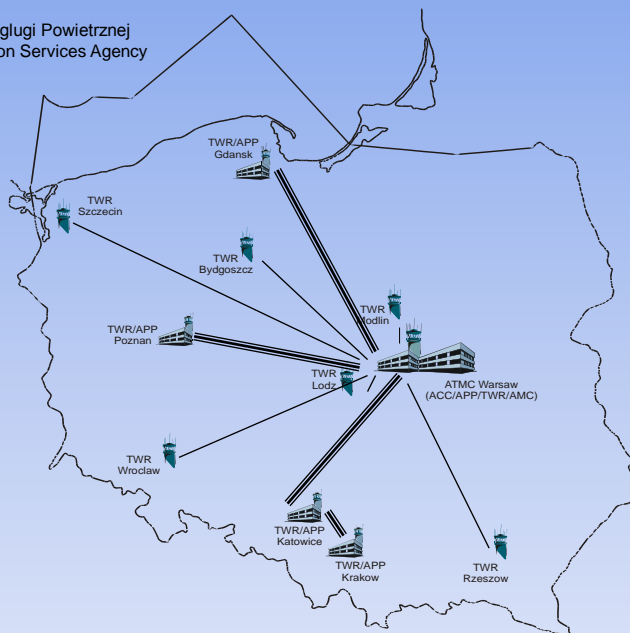 glugi Powietrznej
on Services Agency
TWR/APP
Gdansk
TWR
Szczecin
TWR
Bydgoszcz
TWR
Modlin
TWR/APP
Poznan
TWR
Lodz
ATMC Warsaw
(ACC/APP/TWR/AMC)
TWR
Wroclaw
TWR/APP
Katowice
TWR/APP
Krakow
TWR
Rzeszow